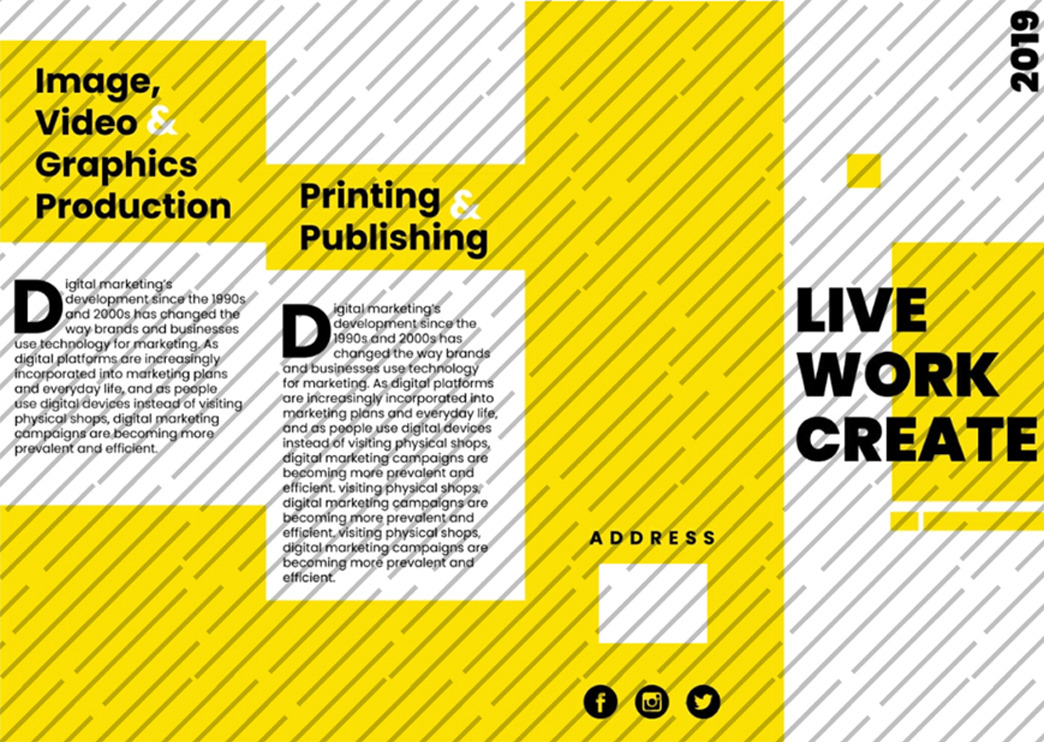 Image,
Video &
Graphics
Production
Digital marketing's
development since the 1990s
and 2000s has changed the
way brands and businesses
use technology for marketing. As
digital platforms are increasingly
incorporated into marketing plans
and everyday life, and as people
use digital devices instead of visiting
physical shops, digital marketing
campaigns are becoming more
prevalent and efficient.
Printing &
Publishing
Digital marketing's
development since the
1990s and 2000s has
changed the way brands
and businesses use technology
for marketing. As digital platforms
are increasingly incorporated into
marketing plans and everyday life,
and as people use digital devices
instead of visiting physical shops,
digital marketing campaigns are
becoming more prevalent and
efficient. visiting physical shops,
digital marketing campaigns are
becoming more prevalent and
efficient. visiting physical shops,
digital marketing campaigns are
becoming more prevalent and
efficient.
ADDRESS
2019
LIVE
WORK
CREATE